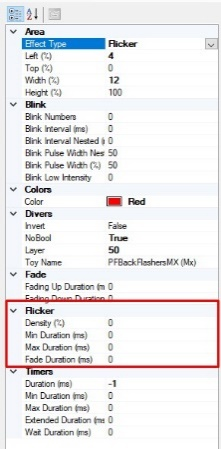 Area
Effect Type Flicker
Left (%) 4
Top (%) 0
Width (%) 12
Height (%) 100
Blink
Blink Numbers 0
Blink Interval (ms) 0
Blink Interval Nested (i 0
Blink Pulse Width Nes 50
Blink Pulse Width (%) 50
Blink Low Intensity 0
Colors
Color Red
Divers
Invert False
NoBool True
Layer 50
Toy Name PFBackFlashersMX (Mx)
Fade
Fading Up Duration (m 0
Fading Down Duration 0
Flicker
Density (%) 0
Min Duration (ms) 0
Max Duration (ms) 0
Fade Duration (ms) 0
Timers
Duration (ms) -1
Min Duration (ms) 0
Max Duration (ms) 0
Extended Duration (m 0
Wait Duration (ms) 0